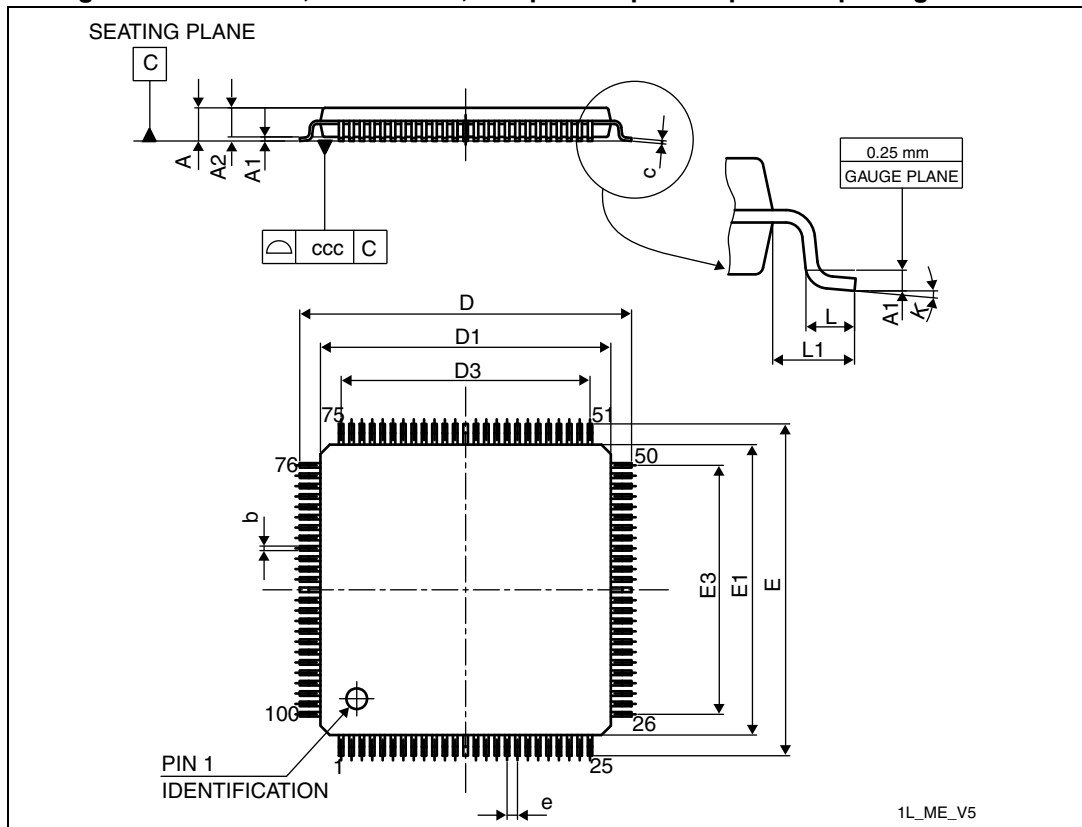 SEATING PLANE
C
A
A2
A1
c
0.25 mm
GAUGE PLANE
ccc C
A1
K
L
L1
D
D1
D3
75
51
76
50
b
E3
E1
E
100
26
PIN 1
IDENTIFICATION
1
25
e
1L_ME_V5